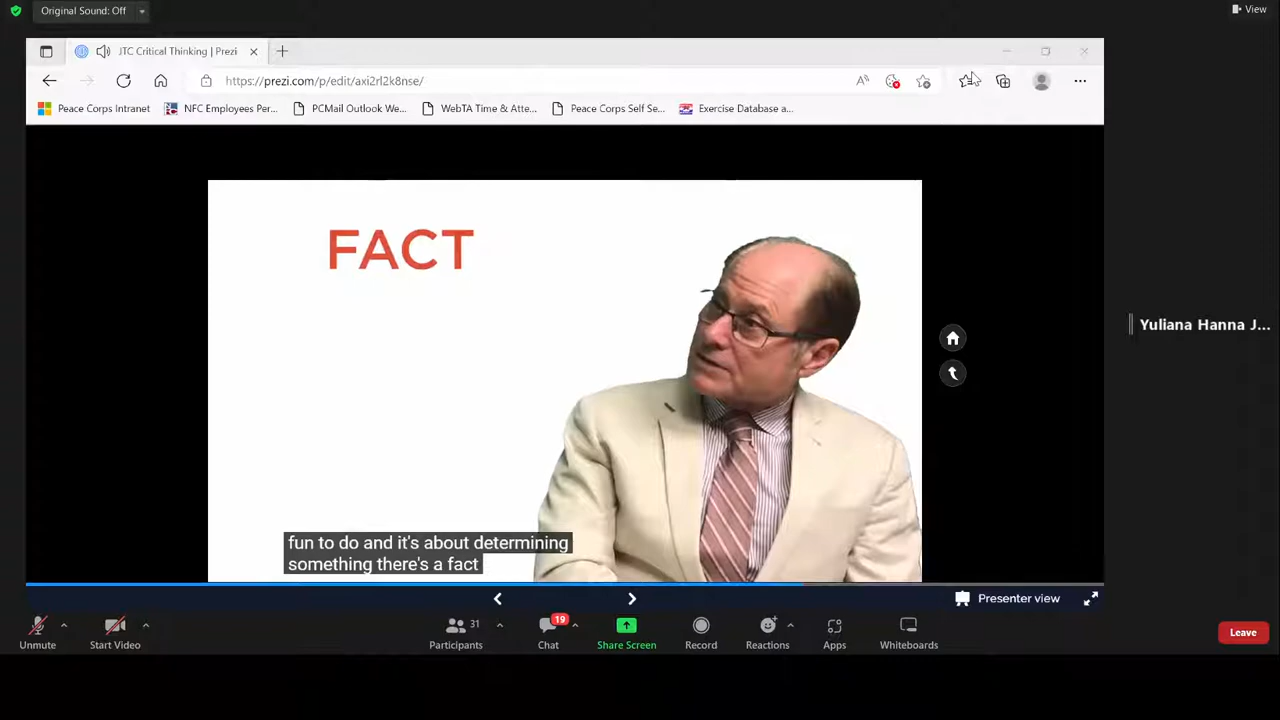 Original Sound: Off
View
JTC Critical Thinking | Prezi
https://prezi.com/p/edit/axi2rl2k8nse/
Peace Corps Intranet
NFC Employees Per...
PCMail Outlook We...
WebTA Time & Atte...
Peace Corps Self Se...
Exercise Database a...
FACT
Yuliana Hanna J...
fun to do and it's about determining
something there's a fact
Presenter view
31
19
Unmute
Start Video
Participants
Chat
Share Screen
Record
Reactions
Apps
Whiteboards
Leave